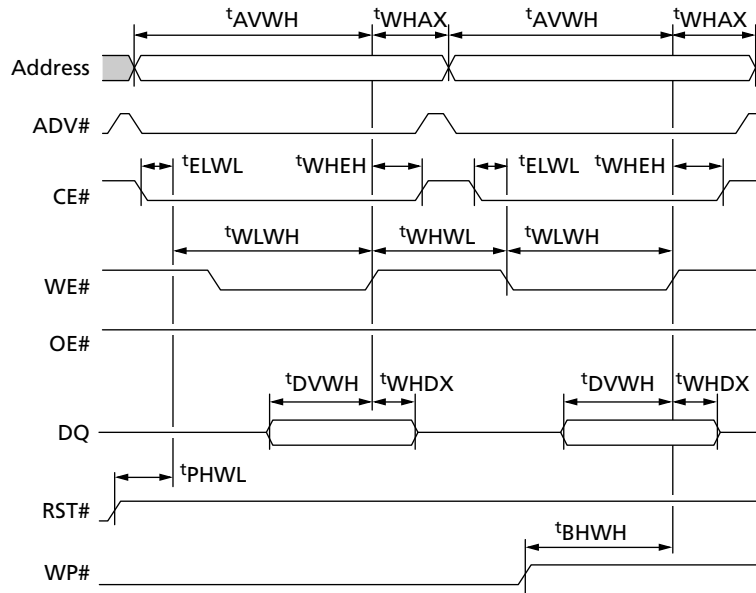 tAVWH tWHAX tAVWH tWHAX
Address
ADV#
tELWL tWHEH tELWL tWHEH
CE#
tWLWH tWHWL tWLWH
WE#
OE#
tDVWH tWHDX tDVWH tWHDX
DQ
tPHWL
RST#
tBHWH
WP#